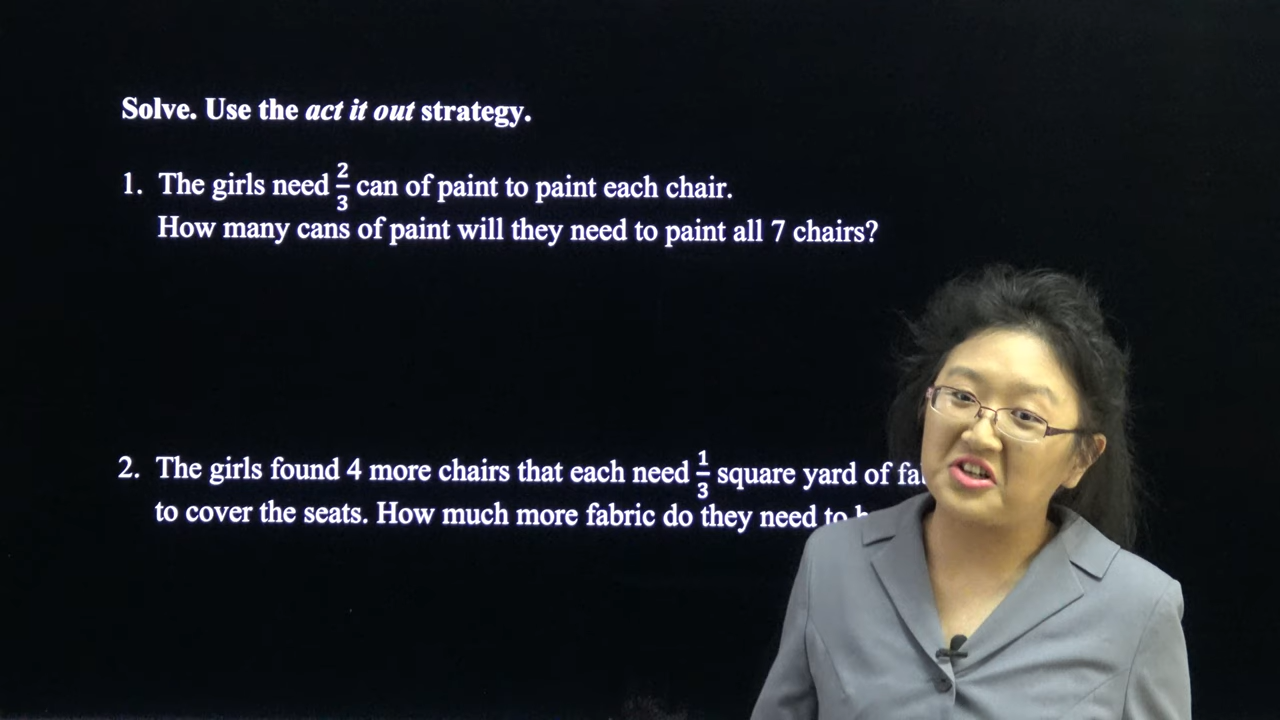 Solve. Use the act it out strategy.
1. The girls need 2/3 can of paint to paint each chair.
How many cans of paint will they need to paint all 7 chairs?
2. The girls found 4 more chairs that each need 1/3 square yard of
to cover the seats. How much more fabric do they need to